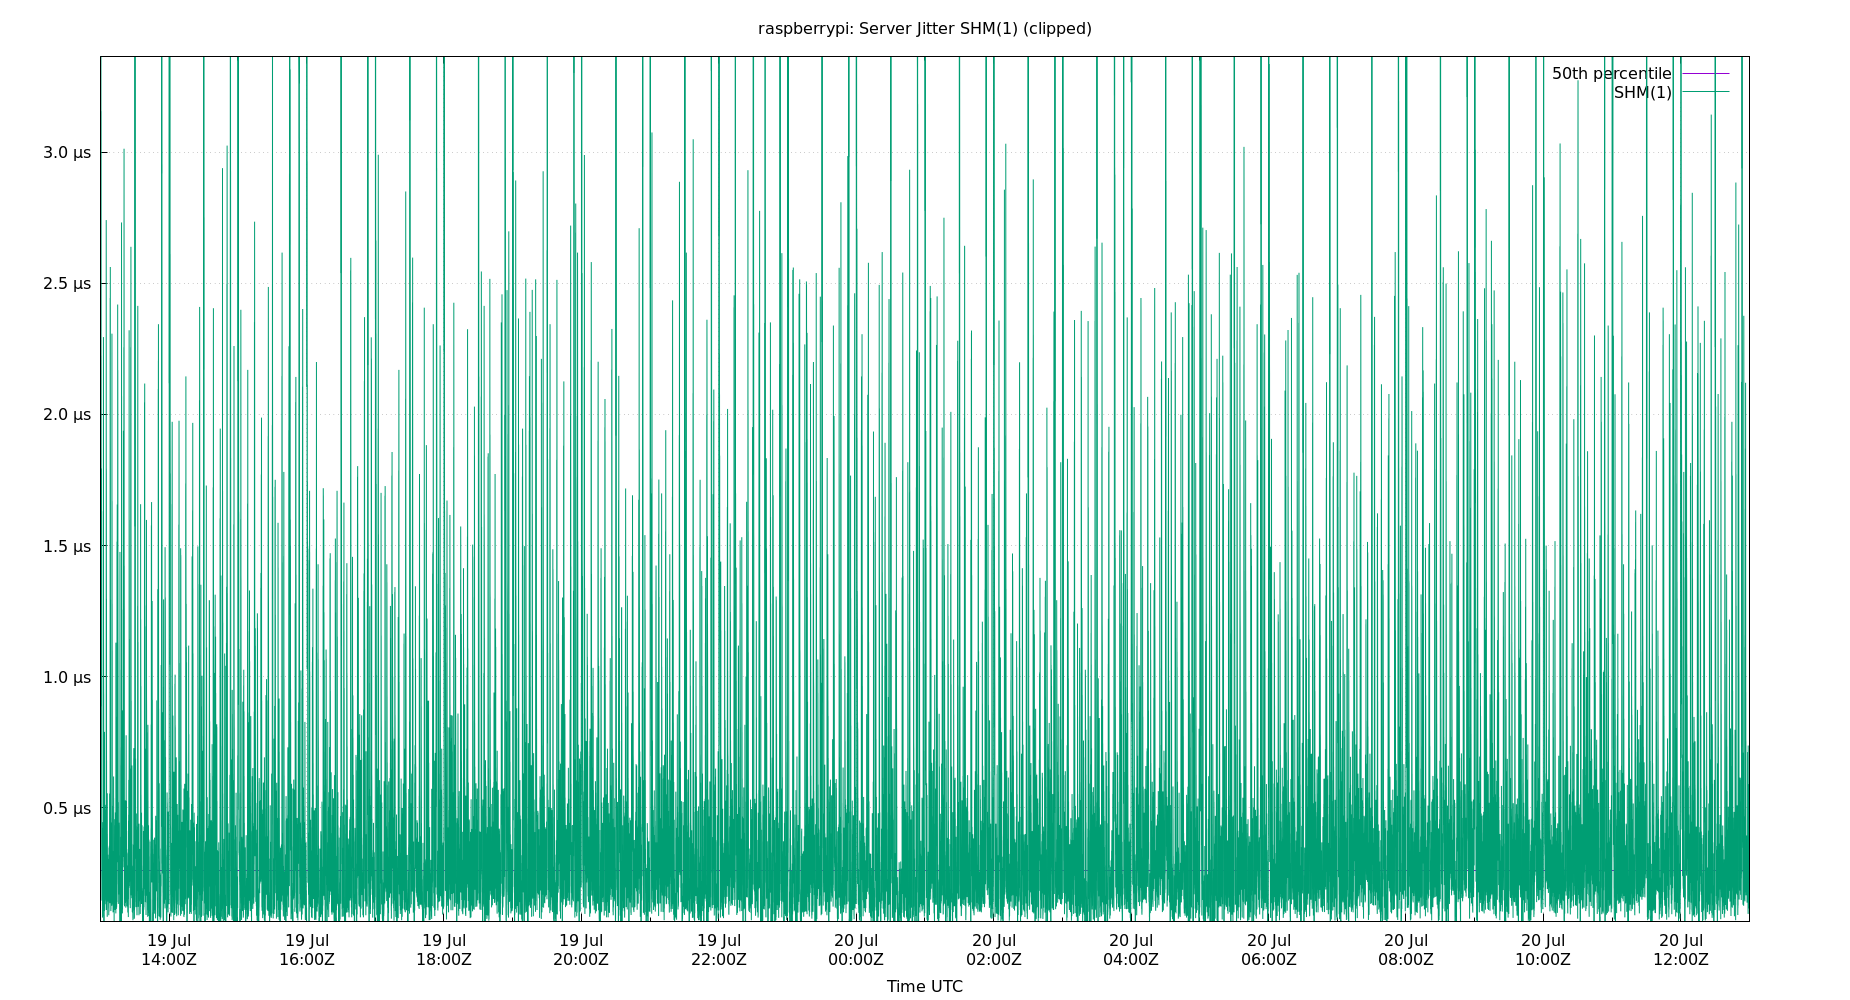 raspberrypi: Server Jitter SHM(1) (clipped)
50th percentile
SHM(1)
3.0 µs
2.5 µs
2.0 µs
1.5 µs
1.0 µs
0.5 µs
19 Jul 19 Jul 19 Jul 19 Jul 19 Jul 20 Jul 20 Jul 20 Jul 20 Jul 20 Jul 20 Jul 20 Jul
14:00Z 16:00Z 18:00Z 20:00Z 22:00Z 00:00Z 02:00Z 04:00Z 06:00Z 08:00Z 10:00Z 12:00Z
Time UTC